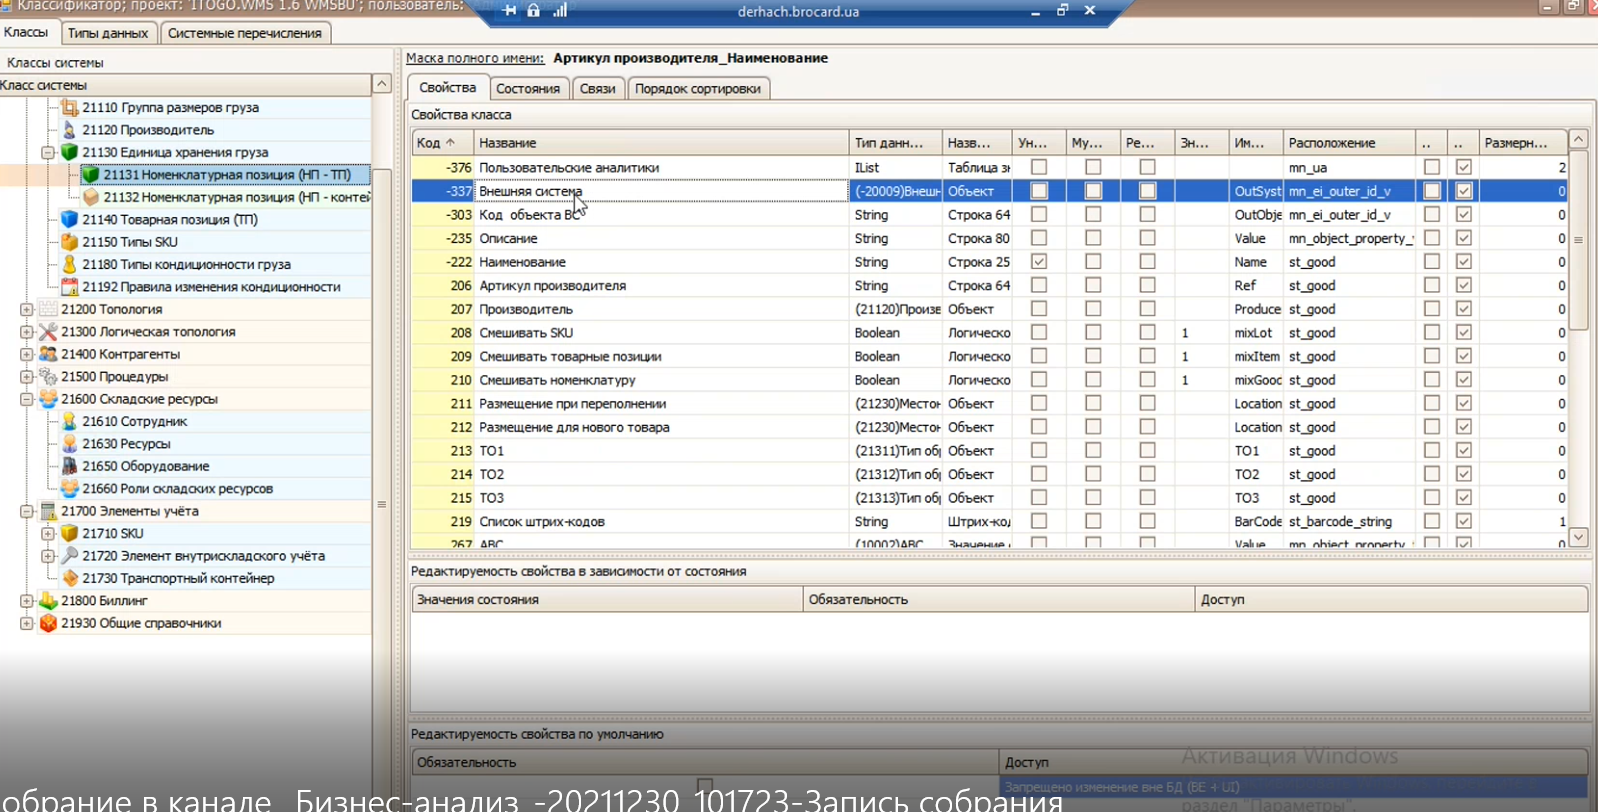 Классификатор; проект: 'ITOGO.WMS 1.6 WMSBU'; пользователь:
derhach.brocard.ua
Классы Типы данных Системные перечисления
Классы системы
Класс системы
21110 Группа размеров груза
21120 Производитель
21130 Единица хранения груза
21131 Номенклатурная позиция (НП - ТП)
21132 Номенклатурная позиция (НП - контей
21140 Товарная позиция (ТП)
21150 Типы SKU
21180 Типы кондиционности груза
21192 Правила изменения кондиционности
21200 Топология
21300 Логическая топология
21400 Контрагенты
21500 Процедуры
21600 Складские ресурсы
21610 Сотрудник
21630 Ресурсы
21650 Оборудование
21660 Роли складских ресурсов
21700 Элементы учёта
21710 SKU
21720 Элемент внутрискладского учёта
21730 Транспортный контейнер
21800 Биллинг
21930 Общие справочники
Маска полного имени: Артикул производителя_Наименование
Свойства Состояния Связи Порядок сортировки
Свойства класса
Код Название Тип данн... Назв... Ун... Му... Ре... Зн... Им... Расположение .. .. Размерн...
-376 Пользовательские аналитики IList Таблица зн mn_ua 2
-337 Внешняя система (-20009)Внешн Объект OutSyst mn_ei_outer_id_v 0
-303 Код объекта ВС String Строка 64 OutObje mn_ei_outer_id_v 0
-235 Описание String Строка 80 Value mn_object_property_ 0
-222 Наименование String Строка 25 Name st_good 0
206 Артикул производителя String Строка 64 Ref st_good 0
207 Производитель (21120)Произв Объект Produce st_good 0
208 Смешивать SKU Boolean Логическо 1 mixLot st_good 0
209 Смешивать товарные позиции Boolean Логическо 1 mixItem st_good 0
210 Смешивать номенклатуру Boolean Логическо 1 mixGood st_good 0
211 Размещение при переполнении (21230)Местон Объект Location st_good 0
212 Размещение для нового товара (21230)Местон Объект Location st_good 0
213 ТО1 (21311)Тип обр Объект TO1 st_good 0
214 ТО2 (21312)Тип обр Объект TO2 st_good 0
215 ТО3 (21313)Тип обр Объект TO3 st_good 0
219 Список штрих-кодов String Штрих-код BarCode st_barcode_string 1
267 ABC (10002)ABC Значение Value mn_object_property 0
Редактируемость свойства в зависимости от состояния
Значения состояния Обязательность Доступ
Редактируемость свойства по умолчанию
Обязательность Доступ
Активация Windows
Запрещено изменение вне БД (BE + UI)
раздел "Параметры".
обрание в канале _Бизнес-анализ_-20211230_101723-Запись собрания